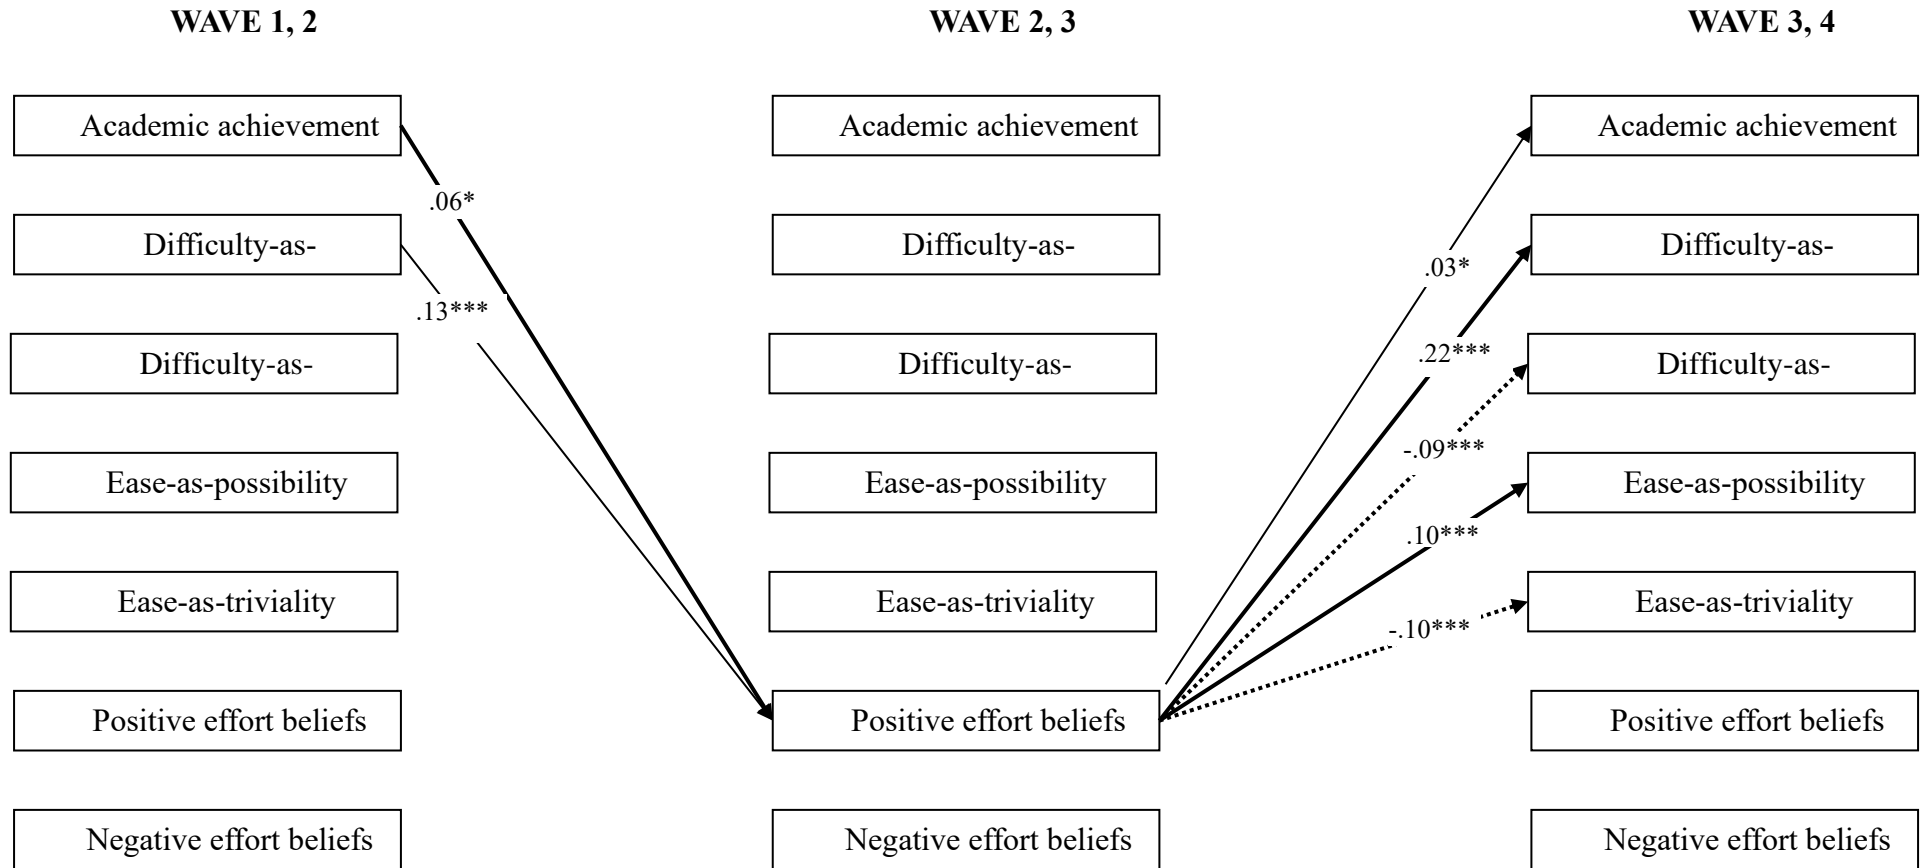 WAVE 1, 2
WAVE 2, 3
WAVE 3, 4
Academic achievement
Academic achievement
Academic achievement
.06*
Difficulty-as-
Difficulty-as-
Difficulty-as-
.03*
.13***
.22***
Difficulty-as-
Difficulty-as-
Difficulty-as-
-.09***
Ease-as-possibility
Ease-as-possibility
Ease-as-possibility
.10***
Ease-as-triviality
Ease-as-triviality
Ease-as-triviality
-.10***
Positive effort beliefs
Positive effort beliefs
Positive effort beliefs
Negative effort beliefs
Negative effort beliefs
Negative effort beliefs